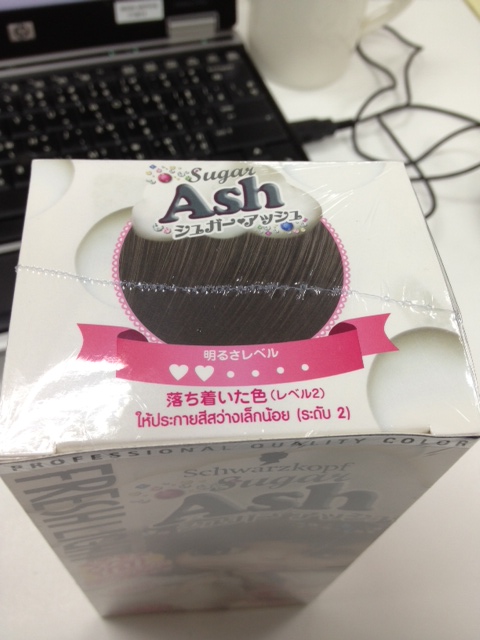 Sugar
Ash
シュガーアッシュ
明るさレベル
落ち着いた色(レベル2)
ให้ประกายสีสว่างเล็กน้อย (ระดับ 2)
PROFESSIONAL QUALITY COLOR
Schwarzkopf
Sugar
Ash
hp